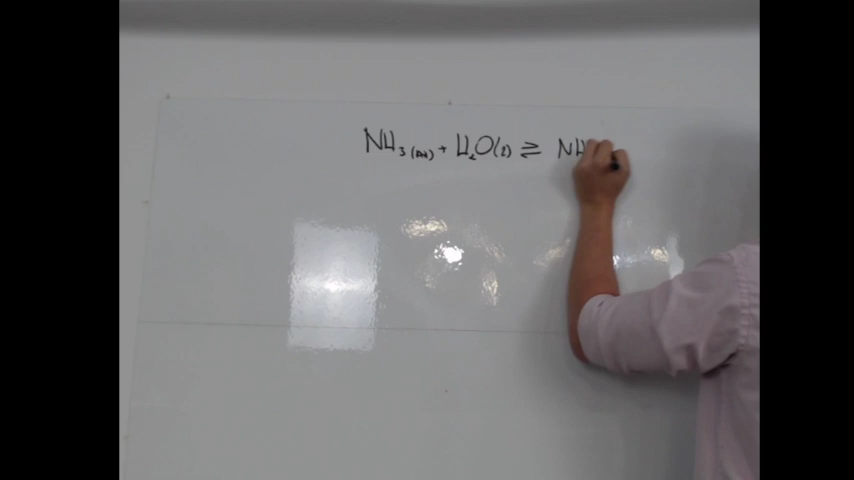 NH₃(aq) + H₂O(l) ⇌ NH